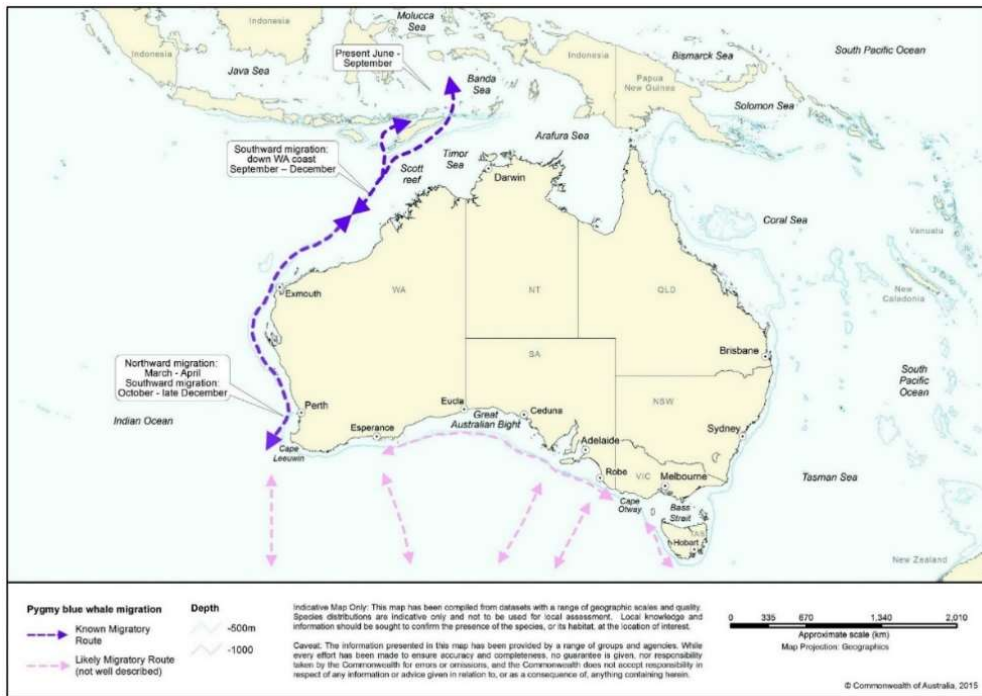 Indonesia
Indonesia
Molucca
Sea
Present June -
September
Indonesia
Java Sea
Banda
Sea
Indonesia
Bismarck Sea
South Pacific Ocean
Papua
New Guinea
Solomon Sea
Southward migration:
down WA coast
September – December
Arafura Sea
Timor
Sea
Scott
reef
Darwin
Coral Sea
Vanuatu
New
Caledonia
Exmouth
WA
NT
QLD
Brisbane
SA
Northward migration:
March - April
Southward migration:
October - late December
Indian Ocean
Perth
Eucla
Great
Australian Bight
Ceduna
NSW
South
Pacific
Ocean
Esperance
Cape
Leeuwin
Adelaide
Sydney
Robe
VIC
Melbourne
Cape
Otway
Bass
Strait
Tasman Sea
TAS
Hobart
New Zealand
Pygmy blue whale migration
Known Migratory
Route
Likely Migratory Route
(not well described)
Depth
-500m
-1000
Indicative Map Only: This map has been compiled from datasets with a range of geographic scales and quality.
Species distributions are indicative only and not to be used for local assessment. Local knowledge and
information should be sought to confirm the presence of the species, or its habitat, at the location of interest.
Caveat: The information presented in this map has been provided by a range of groups and agencies. While
every effort has been made to ensure accuracy and completeness, no guarantee is given, nor responsibility
taken by the Commonwealth for errors or omissions, and the Commonwealth does not accept responsibility in
respect of any information or advice given in relation to, or as a consequence of, anything containing herein.
0 335 670 1,340 2,010
Approximate scale (km)
Map Projection: Geographics
© Commonwealth of Australia, 2015